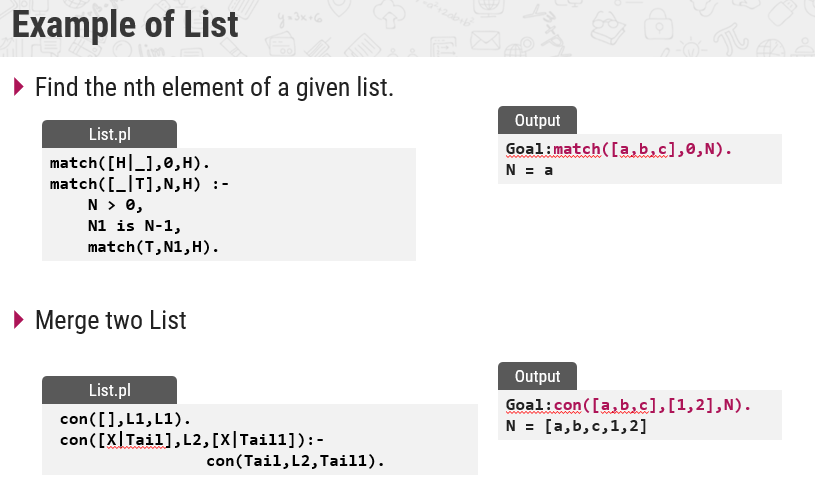 Example of List
Find the nth element of a given list.
List.pl
match([H|_],0,H).
match([_|T],N,H) :-
N > 0,
N1 is N-1,
match(T,N1,H).
Output
Goal:match([a,b,c],0,N).
N = a
Merge two List
List.pl
con([],L1,L1).
con([X|Tail],L2,[X|Tail1]):-
con(Tail,L2,Tail1).
Output
Goal:con([a,b,c],[1,2],N).
N = [a,b,c,1,2]